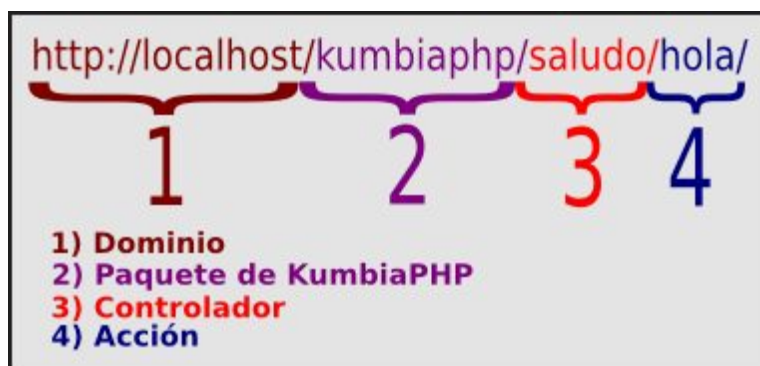 http://localhost/kumbiaphp/saludo/hola/
1 2 3 4
1) Dominio
2) Paquete de KumbiaPHP
3) Controlador
4) Acción